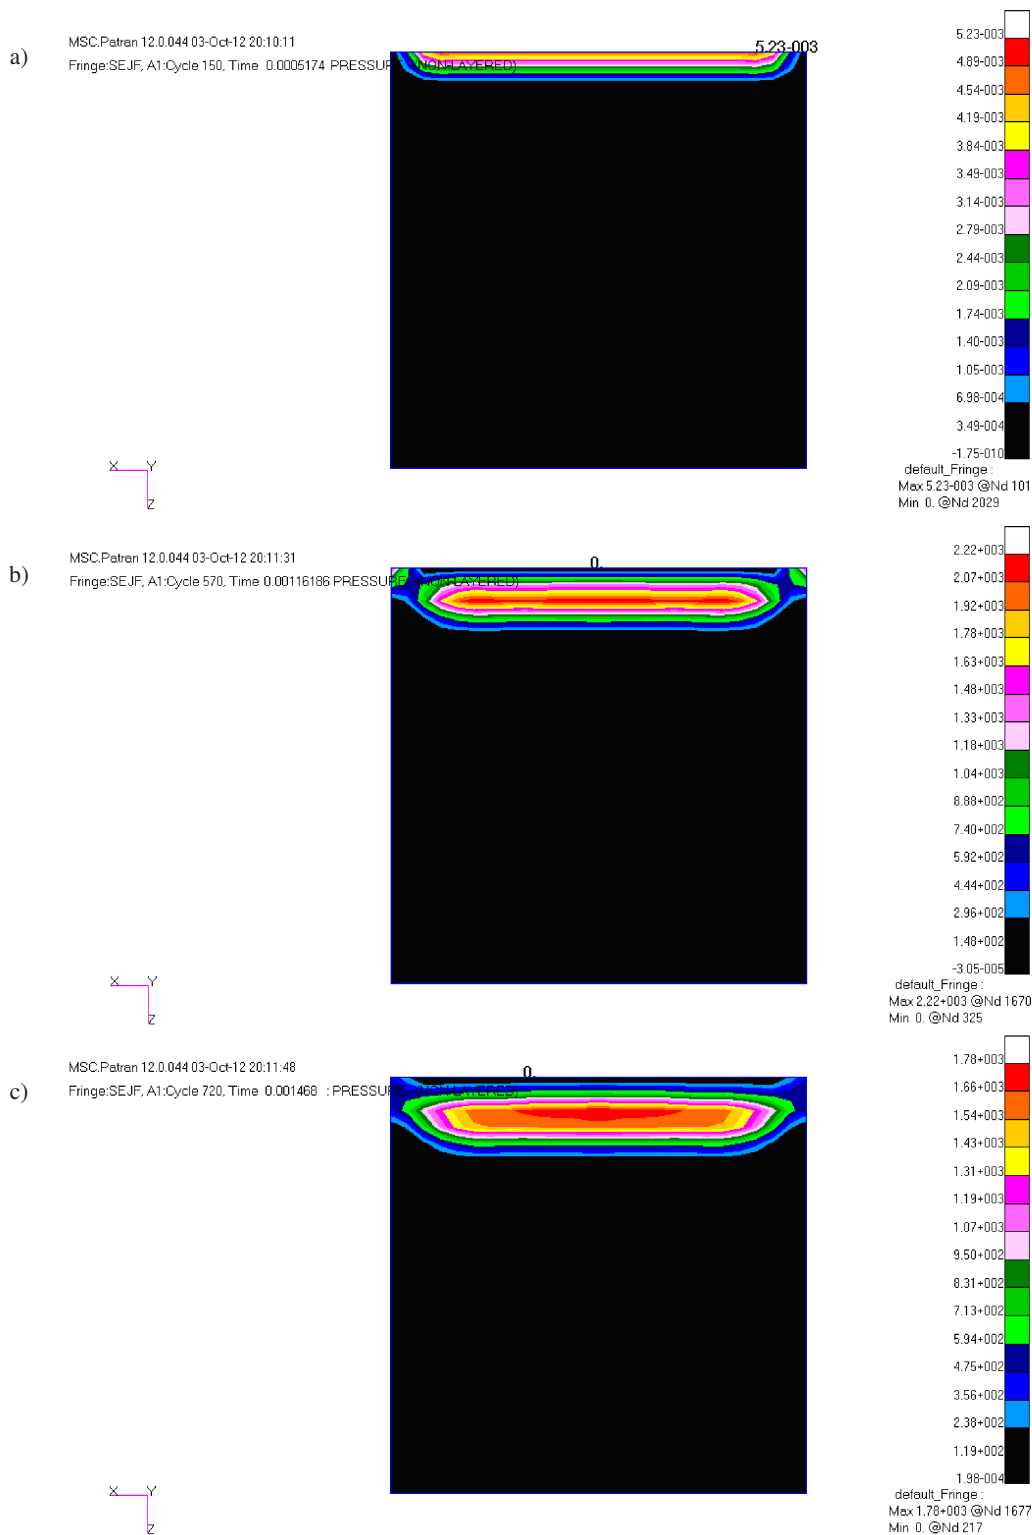 a)
MSC.Patran 12.0.044 03-Oct-12 20:10:11
Fringe:SEJF, A1:Cycle 150, Time 0.0005174 PRESSURE (NON-LAYERED)
5.23-003
5.23-003
4.89-003
4.54-003
4.19-003
3.84-003
3.49-003
3.14-003
2.79-003
2.44-003
2.09-003
1.74-003
1.40-003
1.05-003
6.98-004
3.49-004
-1.75-010
X Y
Z
default_Fringe :
Max 5.23-003 @Nd 101
Min 0. @Nd 2029
b)
MSC.Patran 12.0.044 03-Oct-12 20:11:31
Fringe:SEJF, A1:Cycle 570, Time 0.00116186 PRESSURE (NON-LAYERED)
0.
2.22+003
2.07+003
1.92+003
1.78+003
1.63+003
1.48+003
1.33+003
1.18+003
1.04+003
8.88+002
7.40+002
5.92+002
4.44+002
2.96+002
1.48+002
-3.05-005
X Y
Z
default_Fringe :
Max 2.22+003 @Nd 1670
Min 0. @Nd 325
c)
MSC.Patran 12.0.044 03-Oct-12 20:11:48
Fringe:SEJF, A1:Cycle 720, Time 0.001468 : PRESSURE, (NON-LAYERED)
0.
1.78+003
1.66+003
1.54+003
1.43+003
1.31+003
1.19+003
1.07+003
9.50+002
8.31+002
7.13+002
5.94+002
4.75+002
3.56+002
2.38+002
1.19+002
1.98-004
X Y
Z
default_Fringe :
Max 1.78+003 @Nd 1677
Min 0. @Nd 217